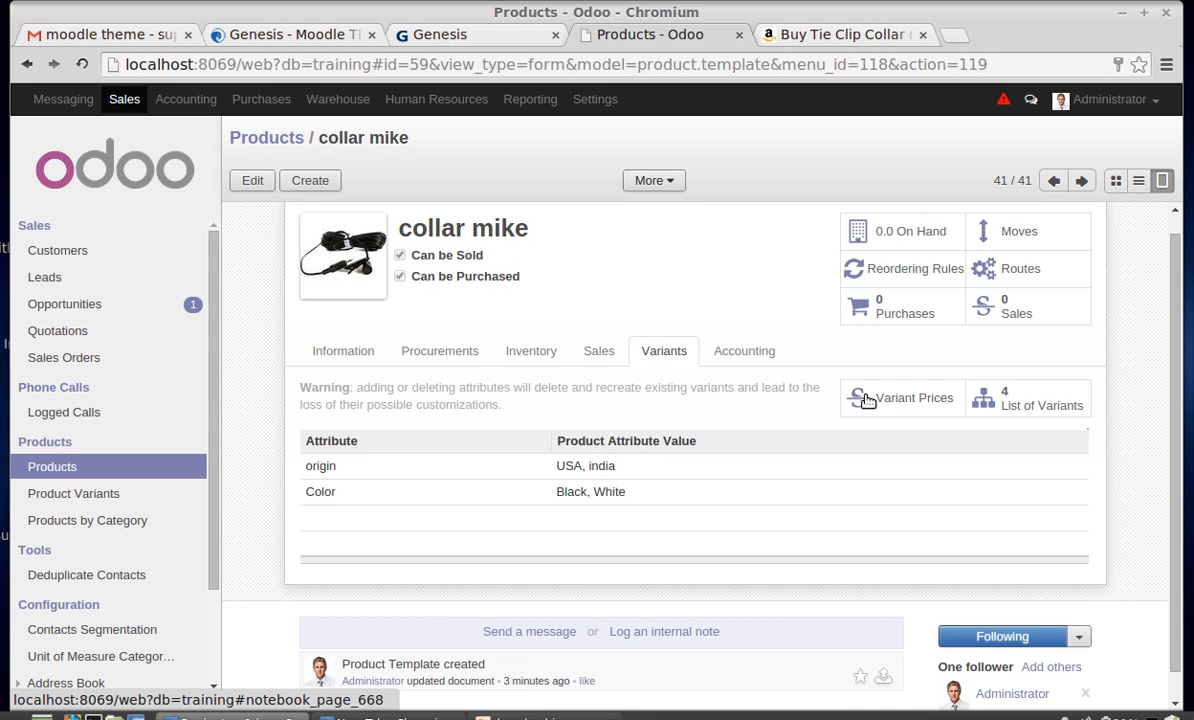 Products - Odoo - Chromium
moodle theme - su
Genesis - Moodle T
Genesis
Products - Odoo
Buy Tie Clip Collar
localhost:8069/web?db=training#id=59&view_type=form&model=product.template&menu_id=118&action=119
Messaging Sales Accounting Purchases Warehouse Human Resources Reporting Settings Administrator
odoo
Products / collar mike
Edit Create More 41 / 41
Sales
Customers
Leads
Opportunities 1
Quotations
Sales Orders
Phone Calls
Logged Calls
Products
Products
Product Variants
Products by Category
Tools
Deduplicate Contacts
Configuration
Contacts Segmentation
Unit of Measure Categor...
Address Book
collar mike
Can be Sold
Can be Purchased
0.0 On Hand Moves
Reordering Rules Routes
0 Purchases
0 Sales
Information Procurements Inventory Sales Variants Accounting
Warning: adding or deleting attributes will delete and recreate existing variants and lead to the
loss of their possible customizations.
Variant Prices
4
List of Variants
Attribute Product Attribute Value
origin USA, india
Color Black, White
Send a message or Log an internal note
Product Template created
Administrator updated document • 3 minutes ago • like
Following
One follower Add others
Administrator
localhost:8069/web?db=training#notebook_page_668